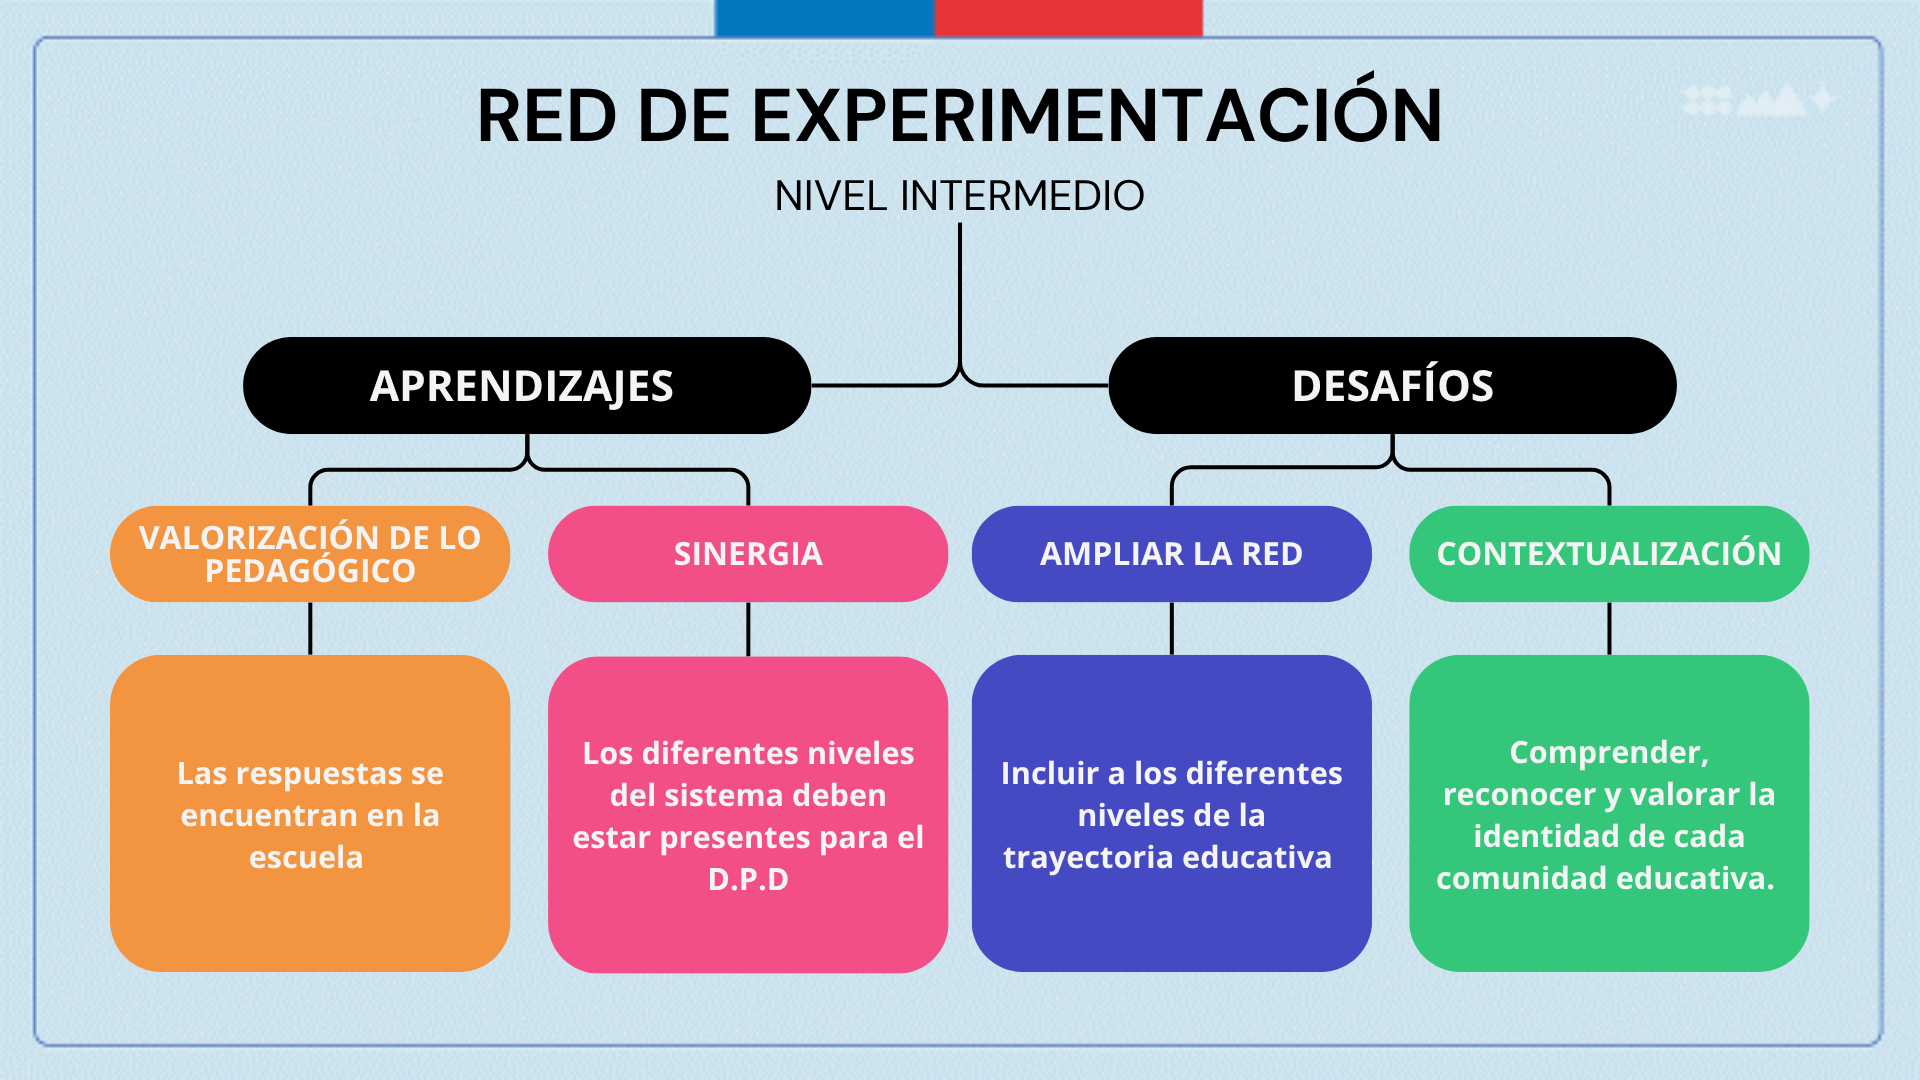 RED DE EXPERIMENTACIÓN
NIVEL INTERMEDIO
APRENDIZAJES
DESAFÍOS
VALORIZACIÓN DE LO
PEDAGÓGICO
SINERGIA
AMPLIAR LA RED
CONTEXTUALIZACIÓN
Las respuestas se
encuentran en la
escuela
Los diferentes niveles
del sistema deben
estar presentes para el
D.P.D
Incluir a los diferentes
niveles de la
trayectoria educativa
Comprender,
reconocer y valorar la
identidad de cada
comunidad educativa.